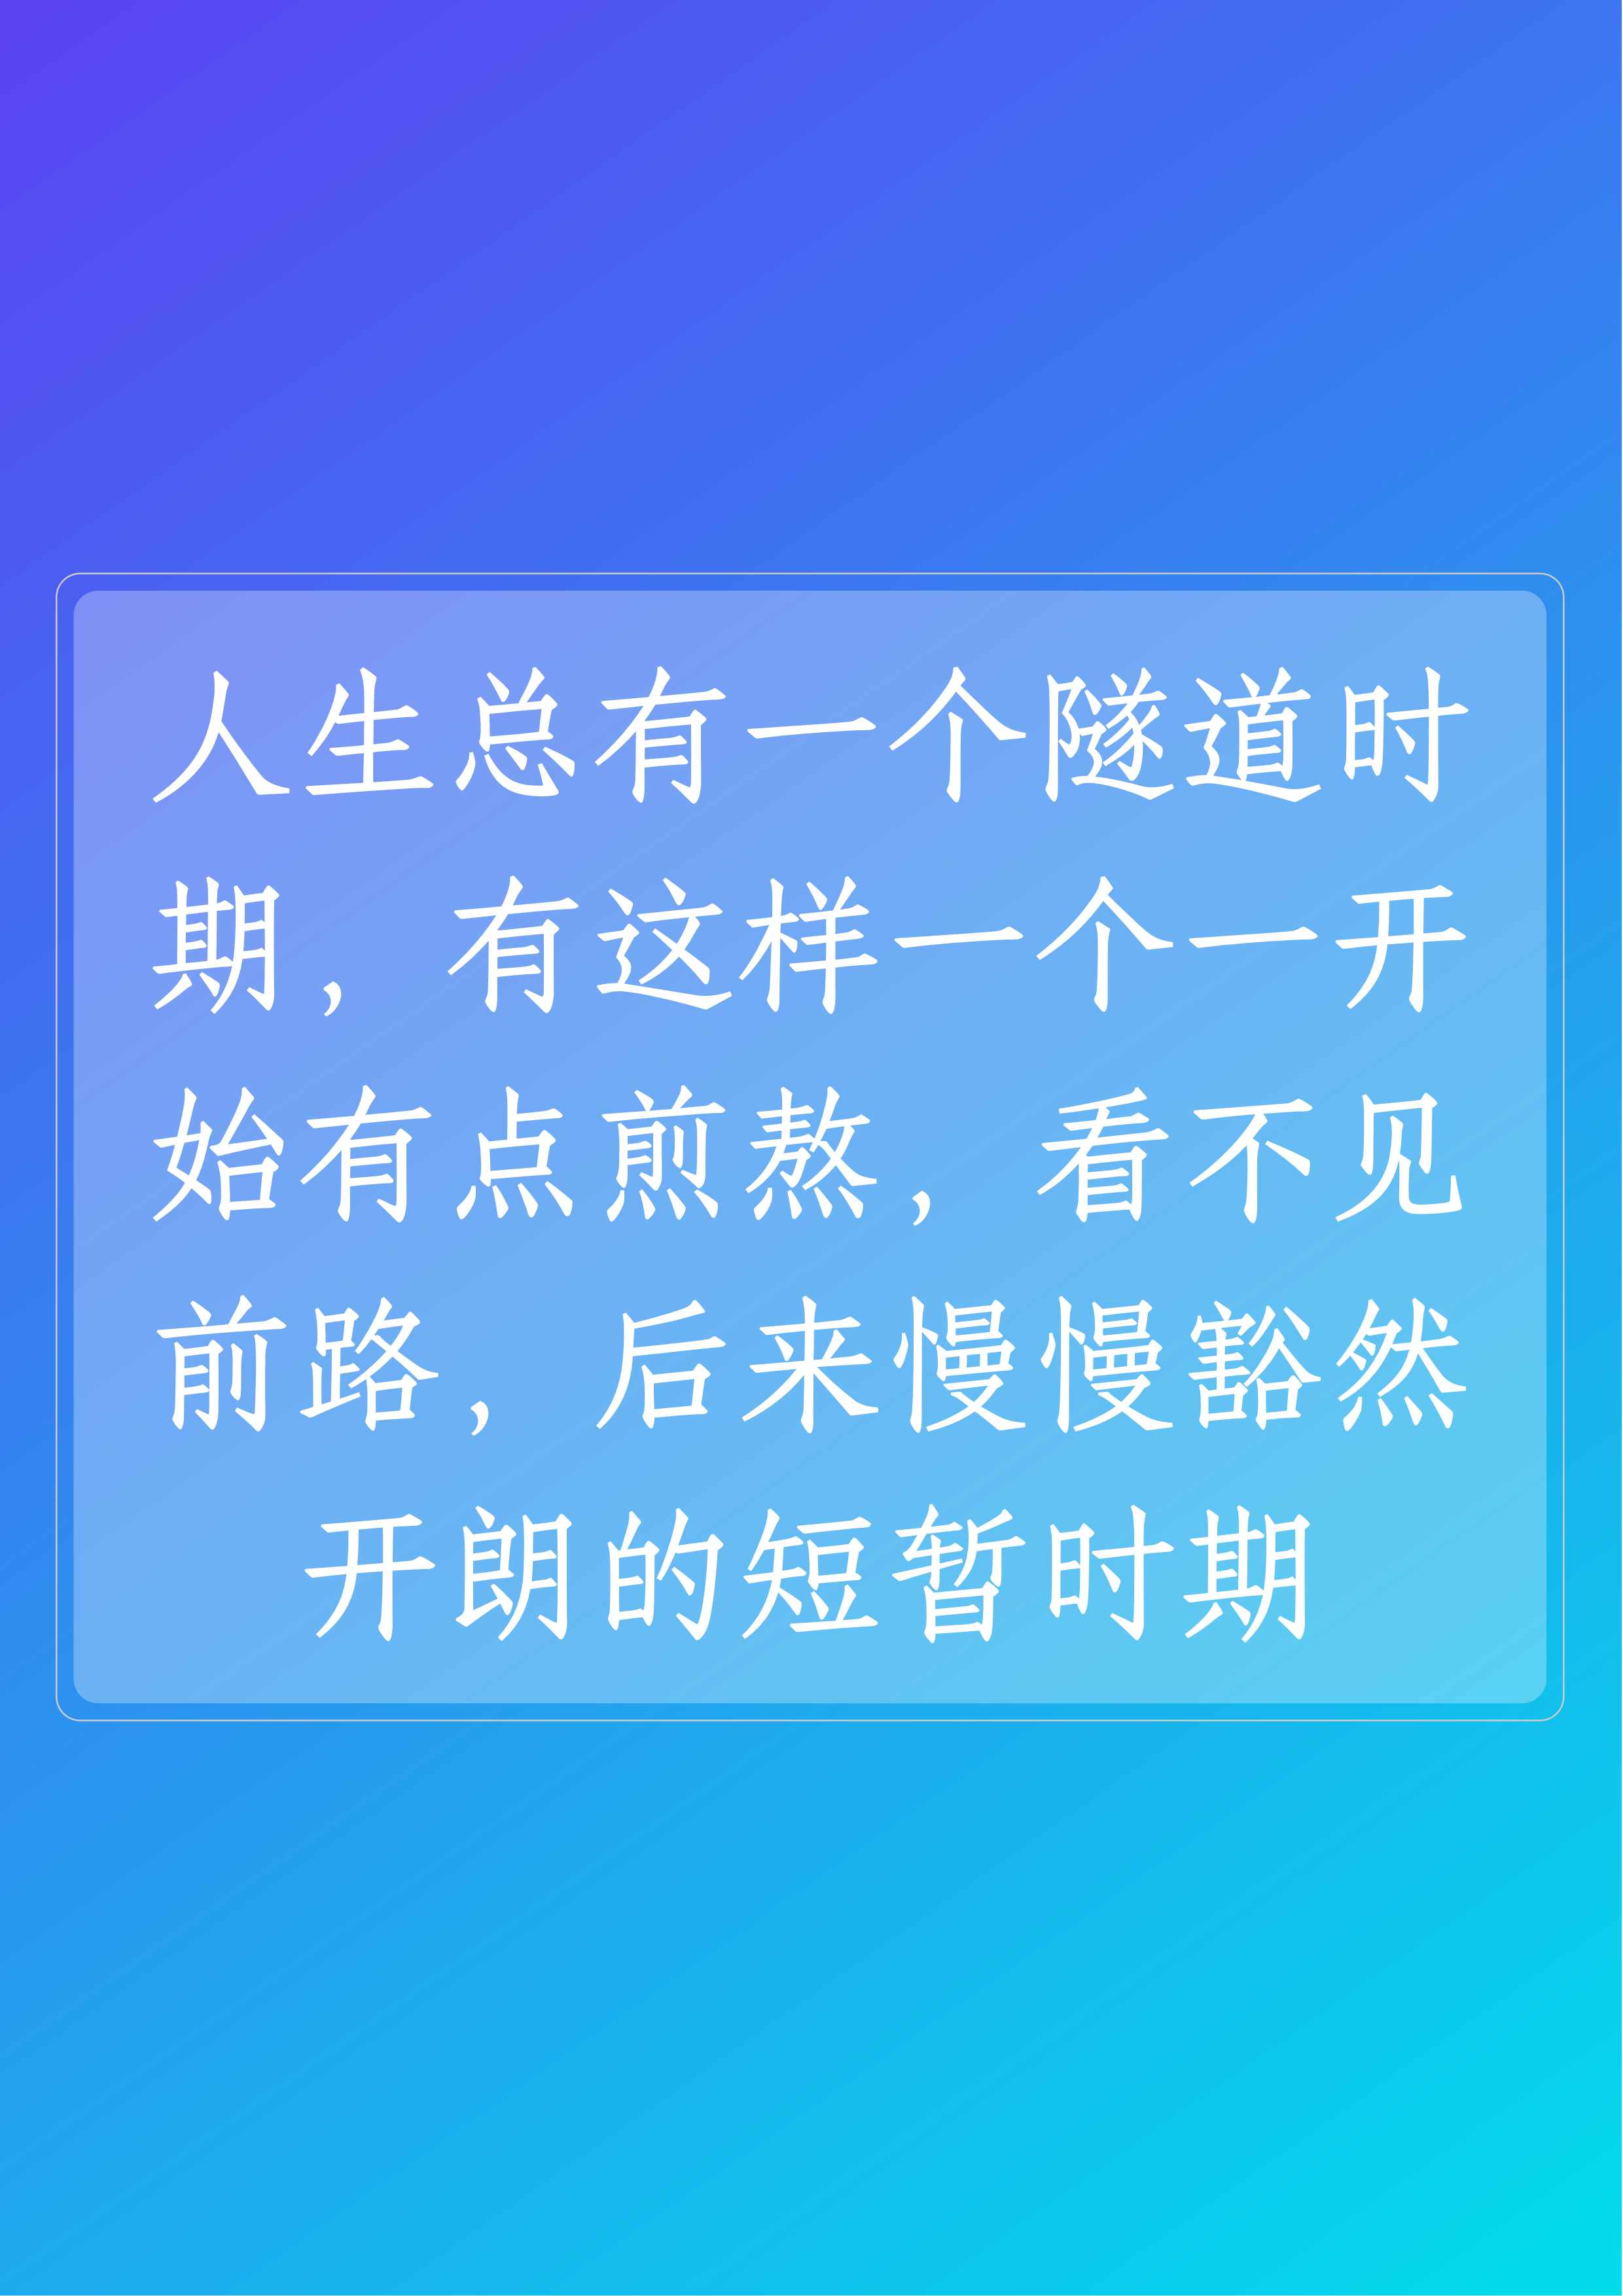 人生总有一个隧道时
期，有这样一个一开
始有点煎熬，看不见
前路，后来慢慢豁然
开朗的短暂时期